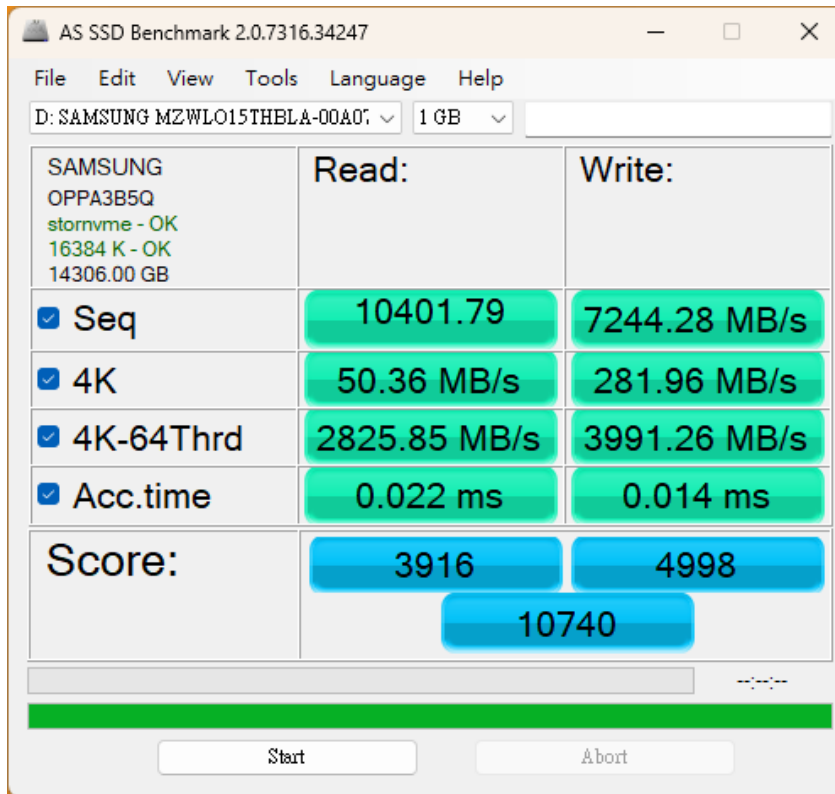 AS SSD Benchmark 2.0.7316.34247
File Edit View Tools Language Help
D: SAMSUNG MZWLO15THBLA-00A07 1 GB
SAMSUNG
OPPA3B5Q
stornvme - OK
16384 K - OK
14306.00 GB
Read: Write:
Seq 10401.79 7244.28 MB/s
4K 50.36 MB/s 281.96 MB/s
4K-64Thrd 2825.85 MB/s 3991.26 MB/s
Acc.time 0.022 ms 0.014 ms
Score: 3916 4998
10740
--:--:--
Start Abort